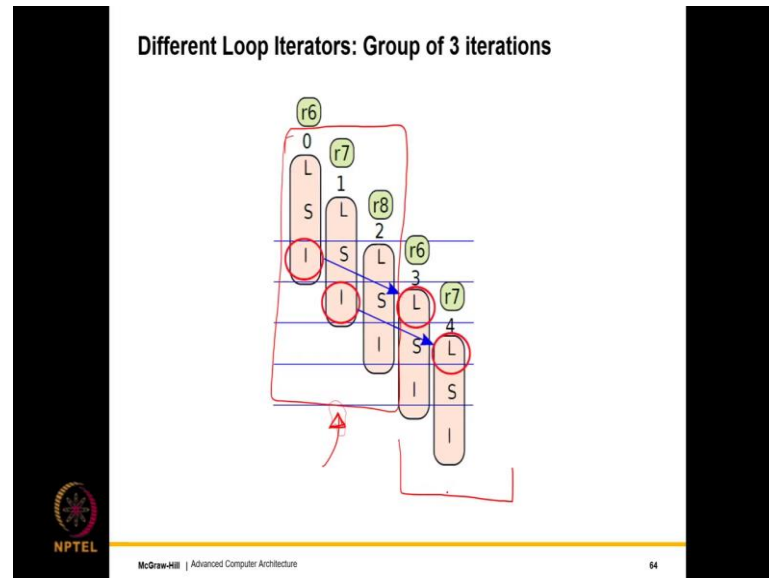 Different Loop Iterators: Group of 3 iterations
r6
0
L
S
I
r7
1
L
S
I
r8
2
L
S
I
r6
3
L
S
I
r7
4
L
S
I
NPTEL
McGraw-Hill | Advanced Computer Architecture
64